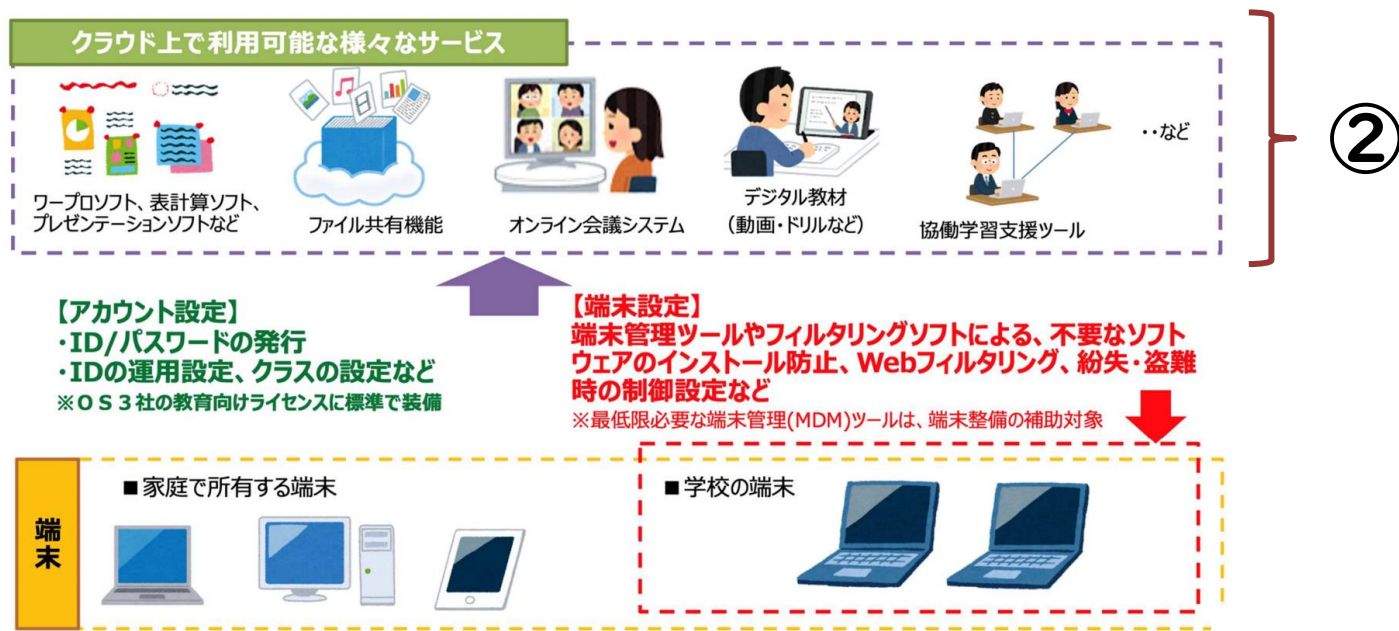 クラウド上で利用可能な様々なサービス
②
‥など
ワープロソフト、表計算ソフト、
プレゼンテーションソフトなど
ファイル共有機能
オンライン会議システム
デジタル教材
（動画・ドリルなど）
協働学習支援ツール
【アカウント設定】
・ID/パスワードの発行
・IDの運用設定、クラスの設定など
※OS3社の教育向けライセンスに標準で装備
【端末設定】
端末管理ツールやフィルタリングソフトによる、不要なソフト
ウェアのインストール防止、Webフィルタリング、紛失・盗難
時の制御設定など
※最低限必要な端末管理(MDM)ツールは、端末整備の補助対象
端末
■家庭で所有する端末
■学校の端末